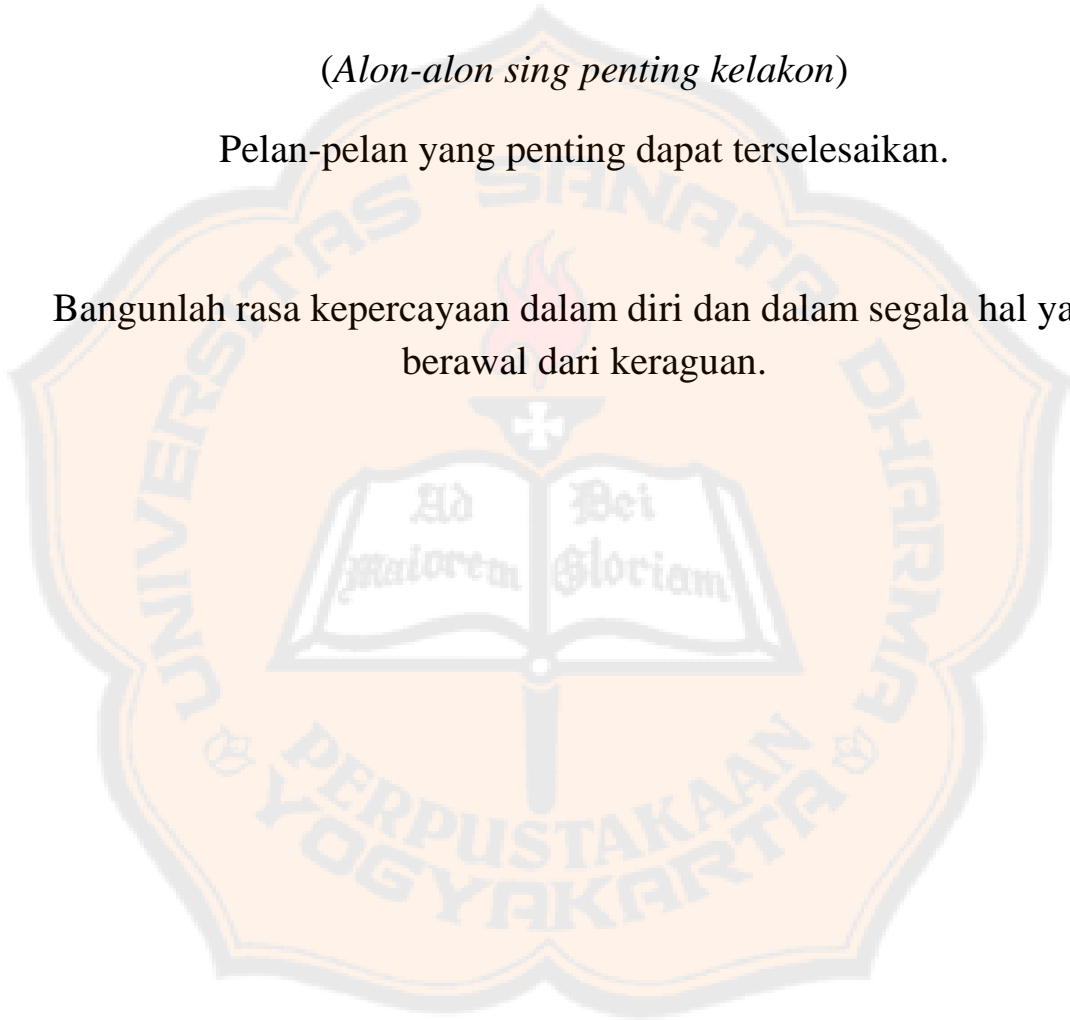 (Alon-alon sing penting kelakon)
Pelan-pelan yang penting dapat terselesaikan.
Bangunlah rasa kepercayaan dalam diri dan dalam segala hal ya
berawal dari keraguan.
UNIVERSITAS SANATA DHARMA
Ad Dei
Maiorem Gloriam
PERPUSTAKAAN
YOGYAKARTA